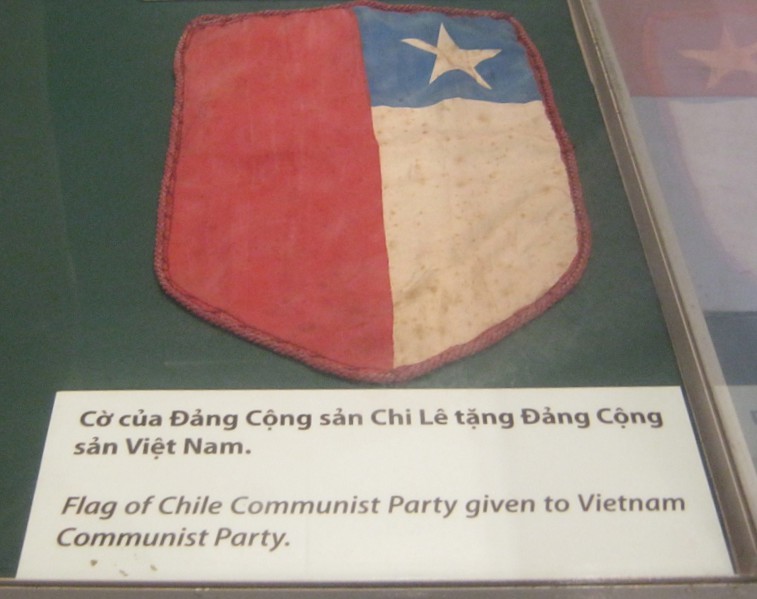 Cờ của Đảng Cộng sản Chi Lê tặng Đảng Cộng
sản Việt Nam.
Flag of Chile Communist Party given to Vietnam
Communist Party.